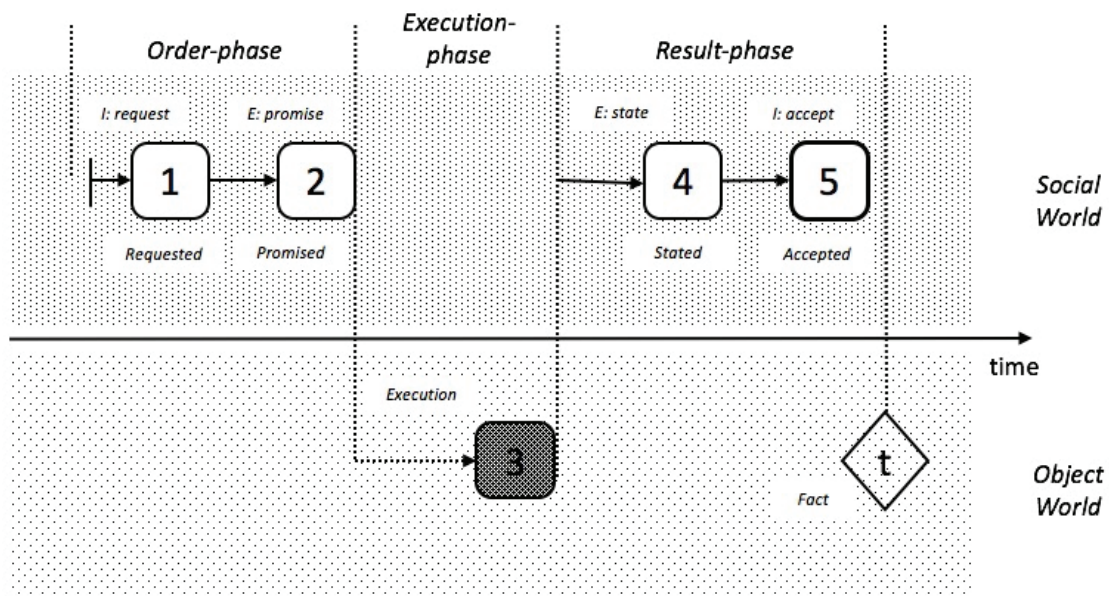 Order-phase
Execution-
phase
Result-phase
I: request
E: promise
E: state
I: accept
1
2
4
5
Social
World
Requested
Promised
Stated
Accepted
time
Execution
3
t
Fact
Object
World